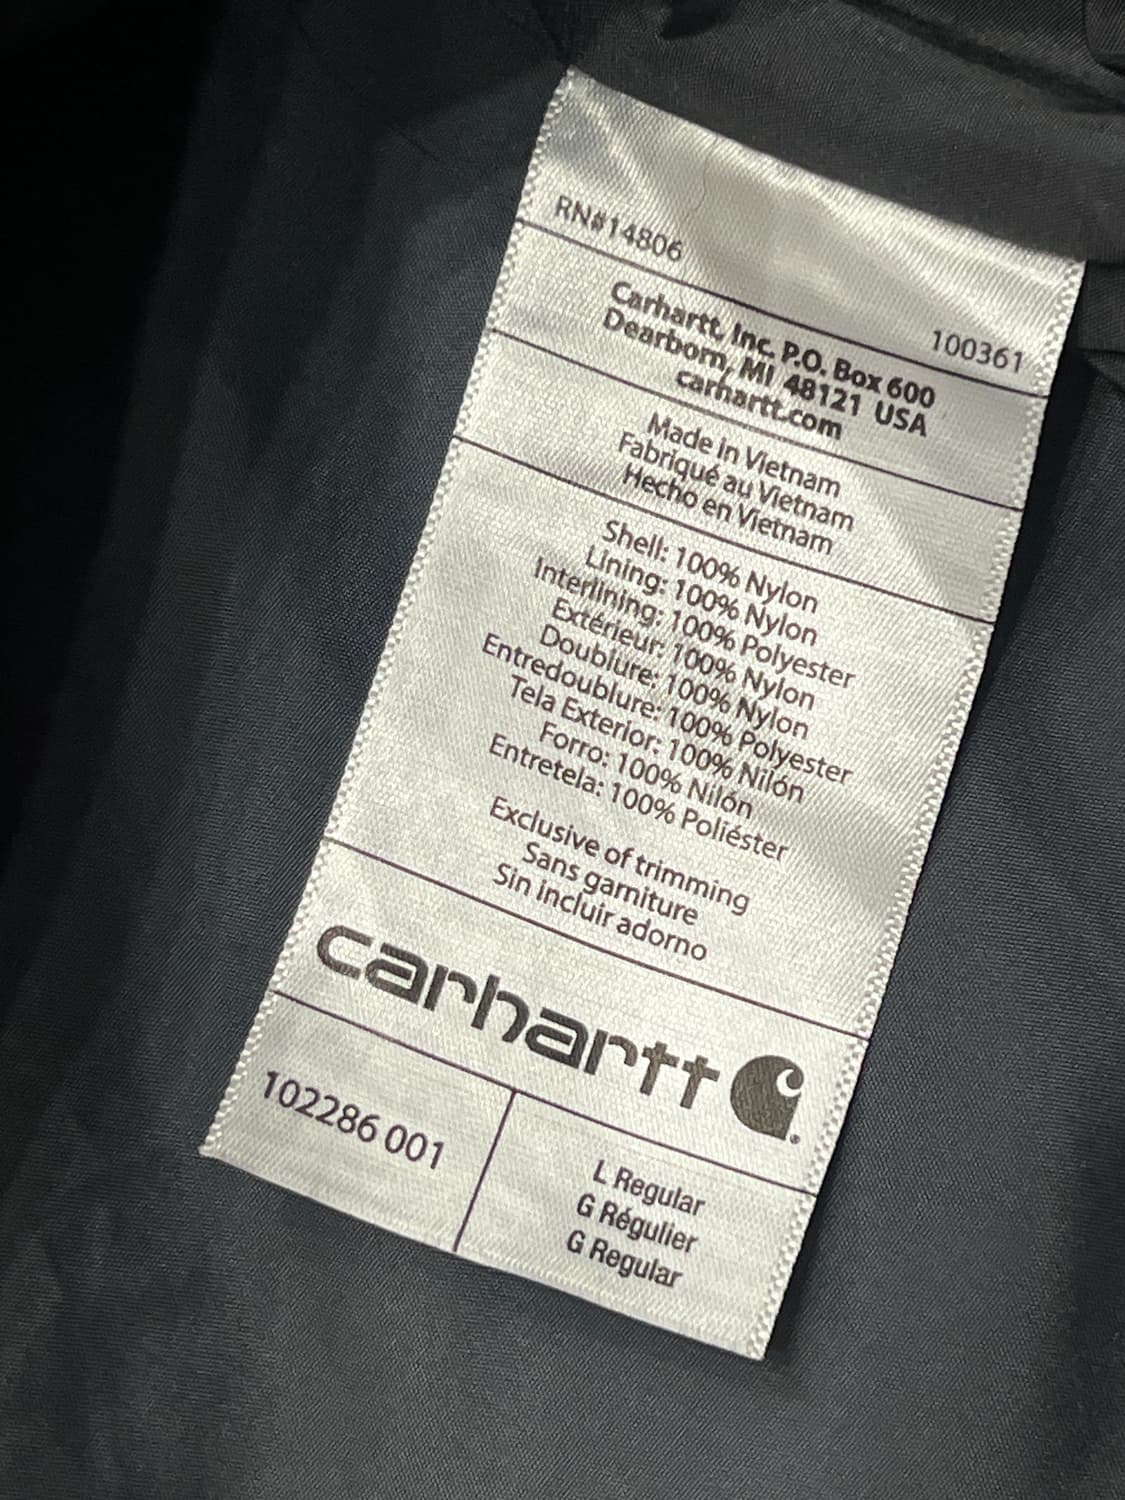 RN#14806
100361
Carhartt, Inc. P.O. Box 600
Dearborn, MI 48121 USA
carhartt.com
Made in Vietnam
Fabriqué au Vietnam
Hecho en Vietnam
Shell: 100% Nylon
Lining: 100% Nylon
Interlining: 100% Polyester
Extérieur: 100% Nylon
Doublure: 100% Nylon
Entredoublure: 100% Polyester
Tela Exterior: 100% Nilón
Forro: 100% Nilón
Entretela: 100% Poliéster
Exclusive of trimming
Sans garniture
Sin incluir adorno
carhartt
102286 001
L Regular
G Régulier
G Regular